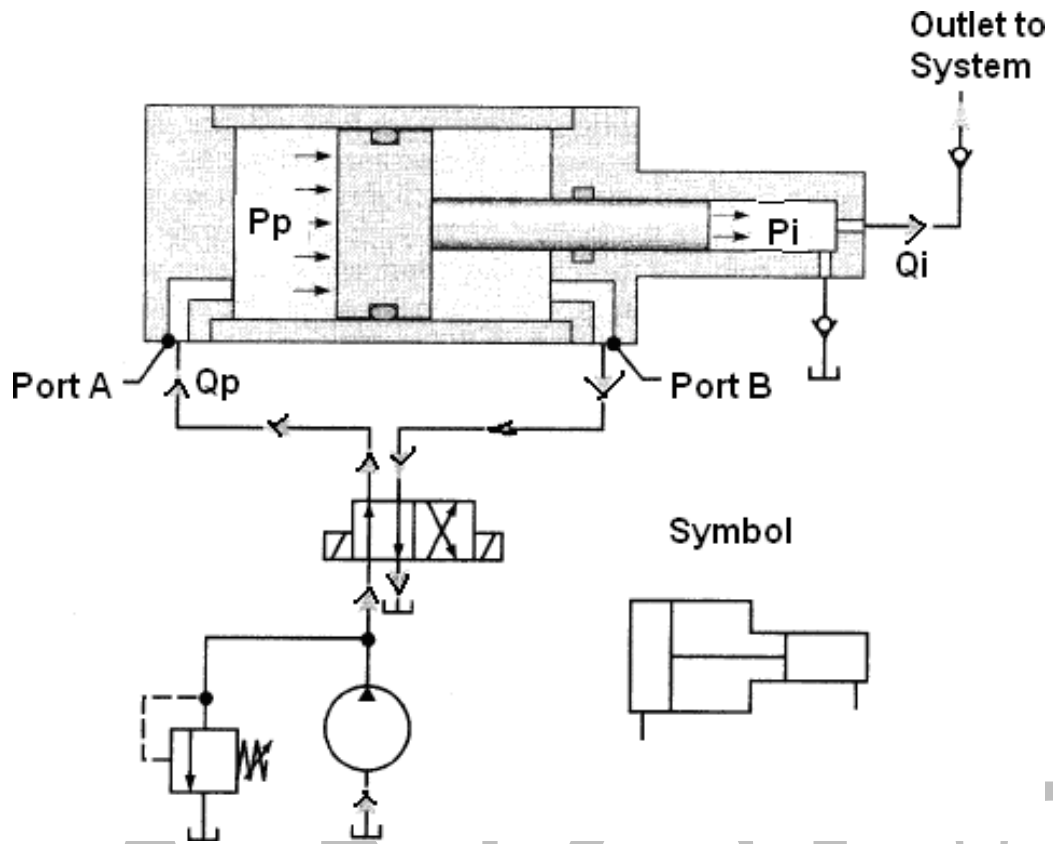 Outlet to
System
Pp
Pi
Qi
Port A
Qp
Port B
Symbol